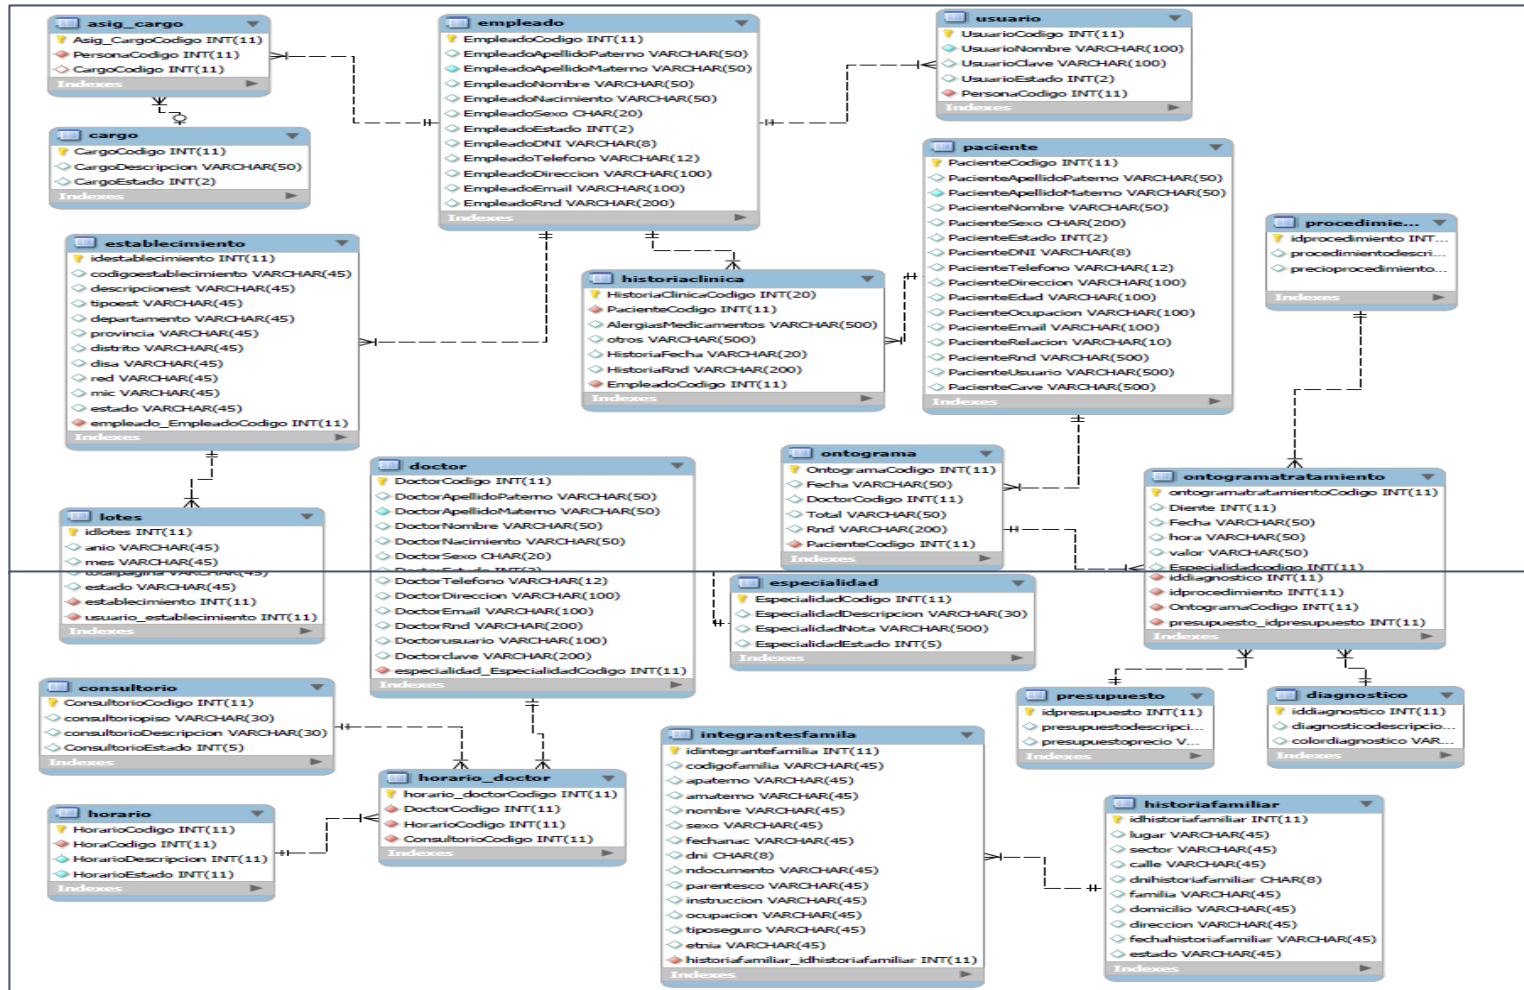 asig_cargo
Asig_CargoCodigo INT(11)
PersonaCodigo INT(11)
CargoCodigo INT(11)
Indexes
cargo
CargoCodigo INT(11)
CargoDescripcion VARCHAR(50)
CargoEstado INT(2)
Indexes
empleado
EmpleadoCodigo INT(11)
EmpleadoApellidoPaterno VARCHAR(50)
EmpleadoApellidoMaterno VARCHAR(50)
EmpleadoNombre VARCHAR(50)
EmpleadoNacimiento VARCHAR(50)
EmpleadoSexo CHAR(20)
EmpleadoEstado INT(2)
EmpleadoDNI VARCHAR(8)
EmpleadoTelefono VARCHAR(12)
EmpleadoDireccion VARCHAR(100)
EmpleadoEmail VARCHAR(100)
EmpleadoRnd VARCHAR(200)
Indexes
usuario
UsuarioCodigo INT(11)
UsuarioNombre VARCHAR(100)
UsuarioClave VARCHAR(100)
UsuarioEstado INT(2)
PersonaCodigo INT(11)
Indexes
paciente
PacienteCodigo INT(11)
PacienteApellidoPaterno VARCHAR(50)
PacienteApellidoMaterno VARCHAR(50)
PacienteNombre VARCHAR(50)
PacienteSexo CHAR(200)
PacienteEstado INT(2)
PacienteDNI VARCHAR(8)
PacienteTelefono VARCHAR(12)
PacienteDireccion VARCHAR(100)
PacienteEdad VARCHAR(100)
PacienteOcupacion VARCHAR(100)
PacienteEmail VARCHAR(100)
PacienteRelacion VARCHAR(10)
PacienteRnd VARCHAR(500)
PacienteUsuario VARCHAR(500)
PacienteCave VARCHAR(500)
Indexes
procedimie...
idprocedimiento INT...
procedimientodescri...
precioprocedimiento...
Indexes
establecimiento
idestablecimiento INT(11)
codigoestablecimiento VARCHAR(45)
descripcionest VARCHAR(45)
tipoest VARCHAR(45)
departamento VARCHAR(45)
provincia VARCHAR(45)
distrito VARCHAR(45)
disa VARCHAR(45)
red VARCHAR(45)
mic VARCHAR(45)
estado VARCHAR(45)
empleado_EmpleadoCodigo INT(11)
Indexes
historiaclinica
HistoriaClinicaCodigo INT(20)
PacienteCodigo INT(11)
AlergiasMedicamentos VARCHAR(500)
otros VARCHAR(500)
HistoriaFecha VARCHAR(20)
HistoriaRnd VARCHAR(200)
EmpleadoCodigo INT(11)
Indexes
lotes
idlotes INT(11)
anio VARCHAR(45)
mes VARCHAR(45)
totalpagina VARCHAR(45)
estado VARCHAR(45)
establecimiento INT(11)
usuario_establecimiento INT(11)
Indexes
doctor
DoctorCodigo INT(11)
DoctorApellidoPaterno VARCHAR(50)
DoctorApellidoMaterno VARCHAR(50)
DoctorNombre VARCHAR(50)
DoctorNacimiento VARCHAR(50)
DoctorSexo CHAR(20)
DoctorEstado INT(2)
DoctorTelefono VARCHAR(12)
DoctorDireccion VARCHAR(100)
DoctorEmail VARCHAR(100)
DoctorRnd VARCHAR(200)
Doctorusuario VARCHAR(100)
Doctorclave VARCHAR(200)
especialidad_EspecialidadCodigo INT(11)
Indexes
ontograma
OntogramaCodigo INT(11)
Fecha VARCHAR(50)
DoctorCodigo INT(11)
Total VARCHAR(50)
Rnd VARCHAR(200)
PacienteCodigo INT(11)
Indexes
ontogramatratamiento
ontogramatratamientoCodigo INT(11)
Diente INT(11)
Fecha VARCHAR(50)
hora VARCHAR(50)
valor VARCHAR(50)
Especialidadcodigo INT(11)
iddiagnostico INT(11)
idprocedimiento INT(11)
OntogramaCodigo INT(11)
presupuesto_idpresupuesto INT(11)
Indexes
especialidad
EspecialidadCodigo INT(11)
EspecialidadDescripcion VARCHAR(30)
EspecialidadNota VARCHAR(500)
EspecialidadEstado INT(5)
Indexes
consultorio
ConsultorioCodigo INT(11)
consultoriopiso VARCHAR(30)
consultorioDescripcion VARCHAR(30)
ConsultorioEstado INT(5)
Indexes
presupuesto
idpresupuesto INT(11)
presupuestodescripci...
presupuestoprecio V...
Indexes
diagnostico
iddiagnostico INT(11)
diagnosticodescripcio...
colordiagnostico VAR...
Indexes
horario
HorarioCodigo INT(11)
HoraCodigo INT(11)
HorarioDescripcion INT(11)
HorarioEstado INT(11)
Indexes
horario_doctor
horario_doctorCodigo INT(11)
DoctorCodigo INT(11)
HorarioCodigo INT(11)
ConsultorioCodigo INT(11)
Indexes
integrantesfamila
idintegrantefamilia INT(11)
codigofamilia VARCHAR(45)
apaterno VARCHAR(45)
amaterno VARCHAR(45)
nombre VARCHAR(45)
sexo VARCHAR(45)
fechanac VARCHAR(45)
dni CHAR(8)
ndocumento VARCHAR(45)
parentesco VARCHAR(45)
instruccion VARCHAR(45)
ocupacion VARCHAR(45)
tiposeguro VARCHAR(45)
etnia VARCHAR(45)
historiafamiliar_idhistoriafamiliar INT(11)
Indexes
historiafamiliar
idhistoriafamiliar INT(11)
lugar VARCHAR(45)
sector VARCHAR(45)
calle VARCHAR(45)
dnihistoriafamiliar CHAR(8)
familia VARCHAR(45)
domicilio VARCHAR(45)
direccion VARCHAR(45)
fechahistoriafamiliar VARCHAR(45)
estado VARCHAR(45)
Indexes